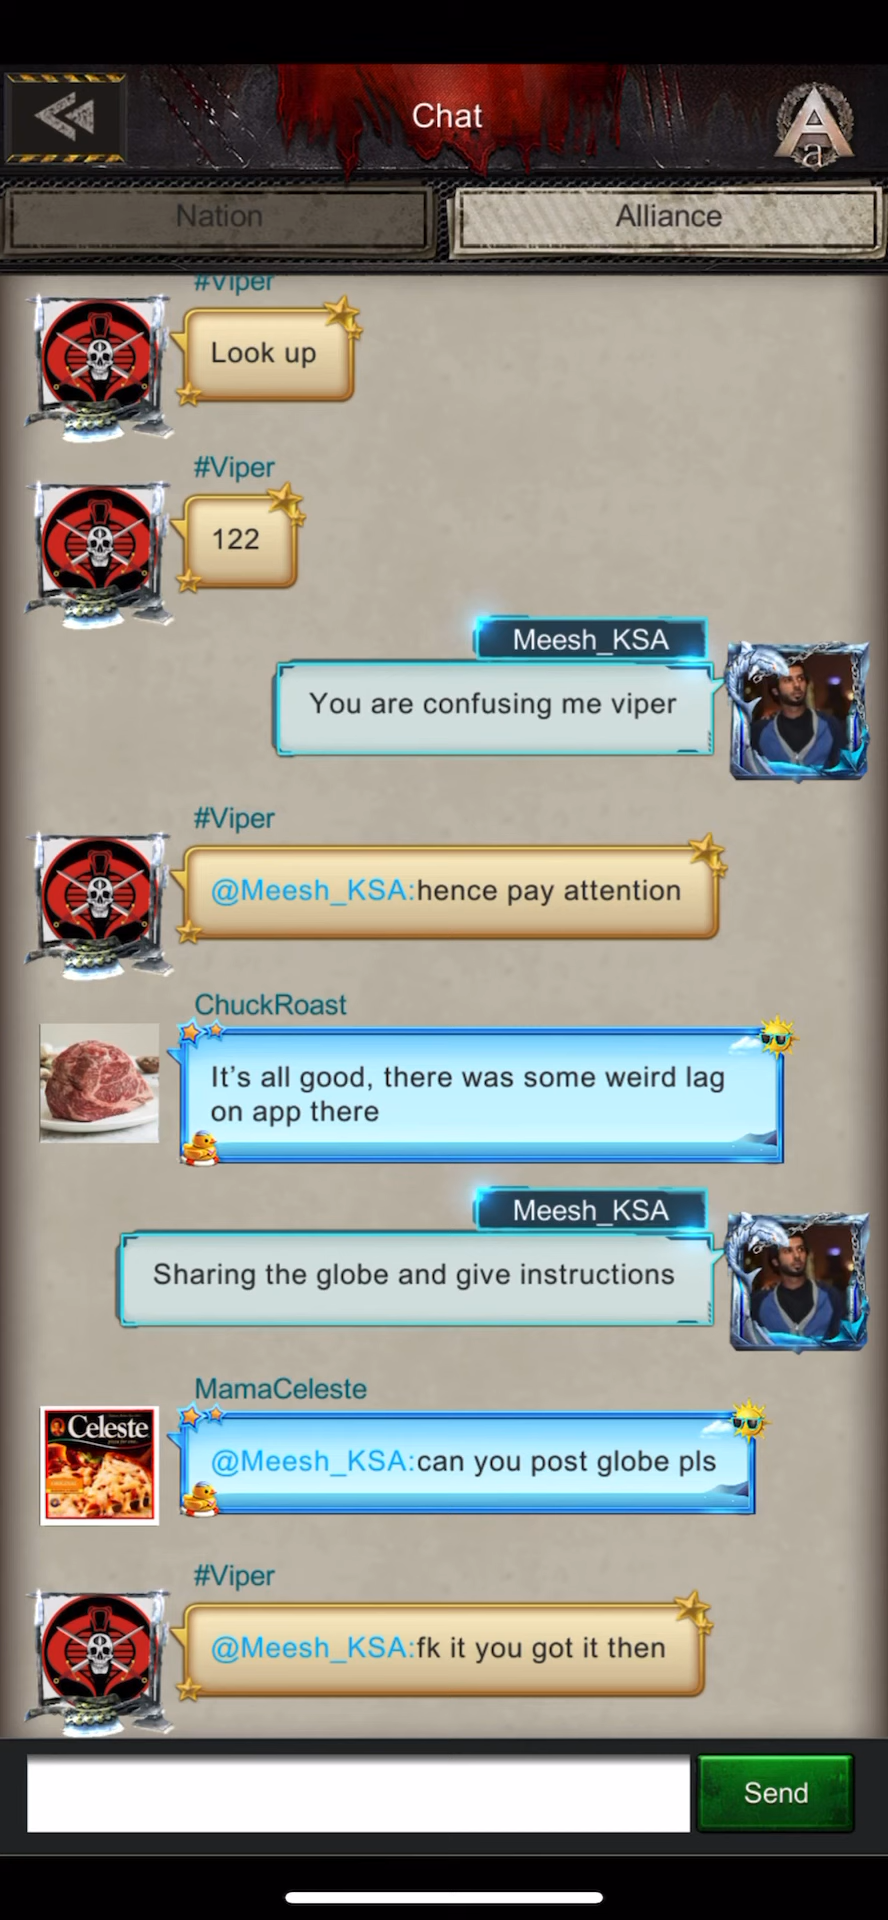 Chat
Nation
Alliance
#Viper
Look up
#Viper
122
Meesh_KSA
You are confusing me viper
#Viper
@Meesh_KSA:hence pay attention
ChuckRoast
It's all good, there was some weird lag
on app there
Meesh_KSA
Sharing the globe and give instructions
MamaCeleste
Celeste
@Meesh_KSA:can you post globe pls
#Viper
@Meesh_KSA:fk it you got it then
Send